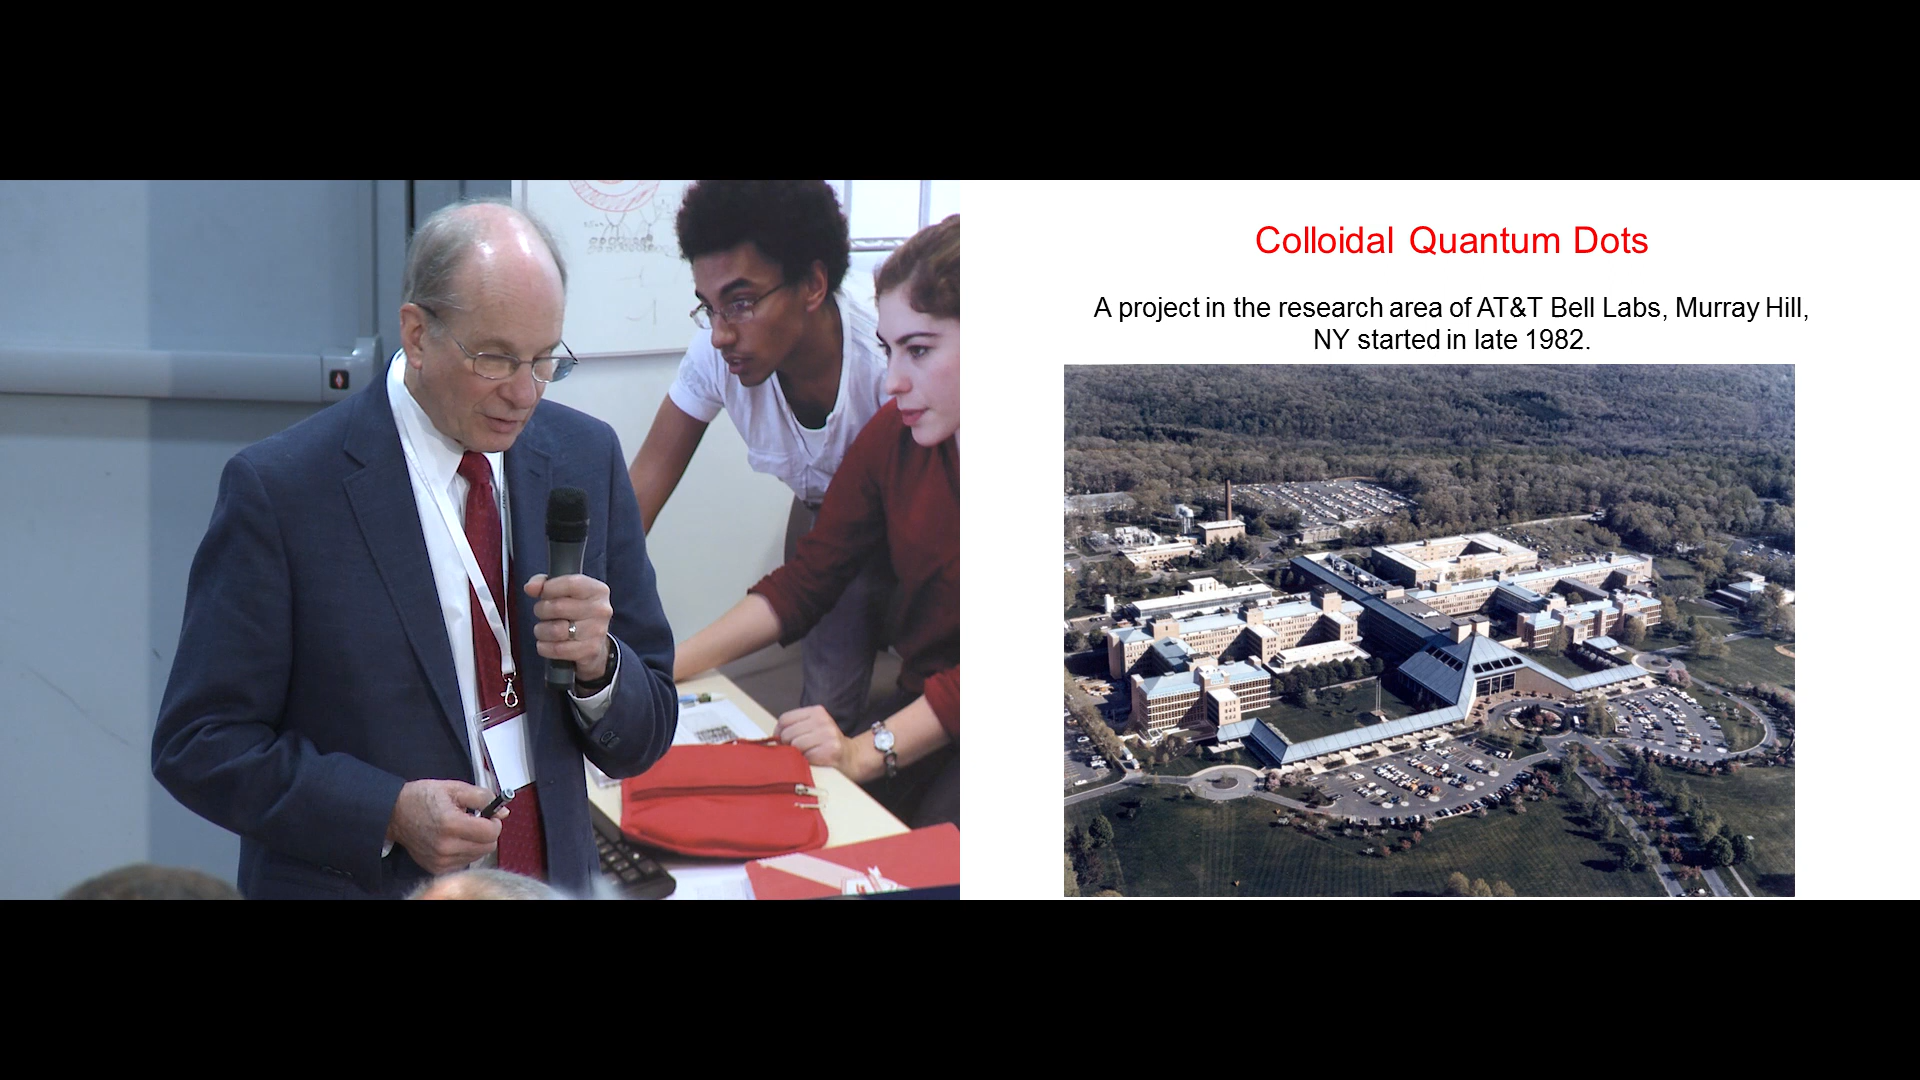 Colloidal Quantum Dots
A project in the research area of AT&T Bell Labs, Murray Hill,
NY started in late 1982.